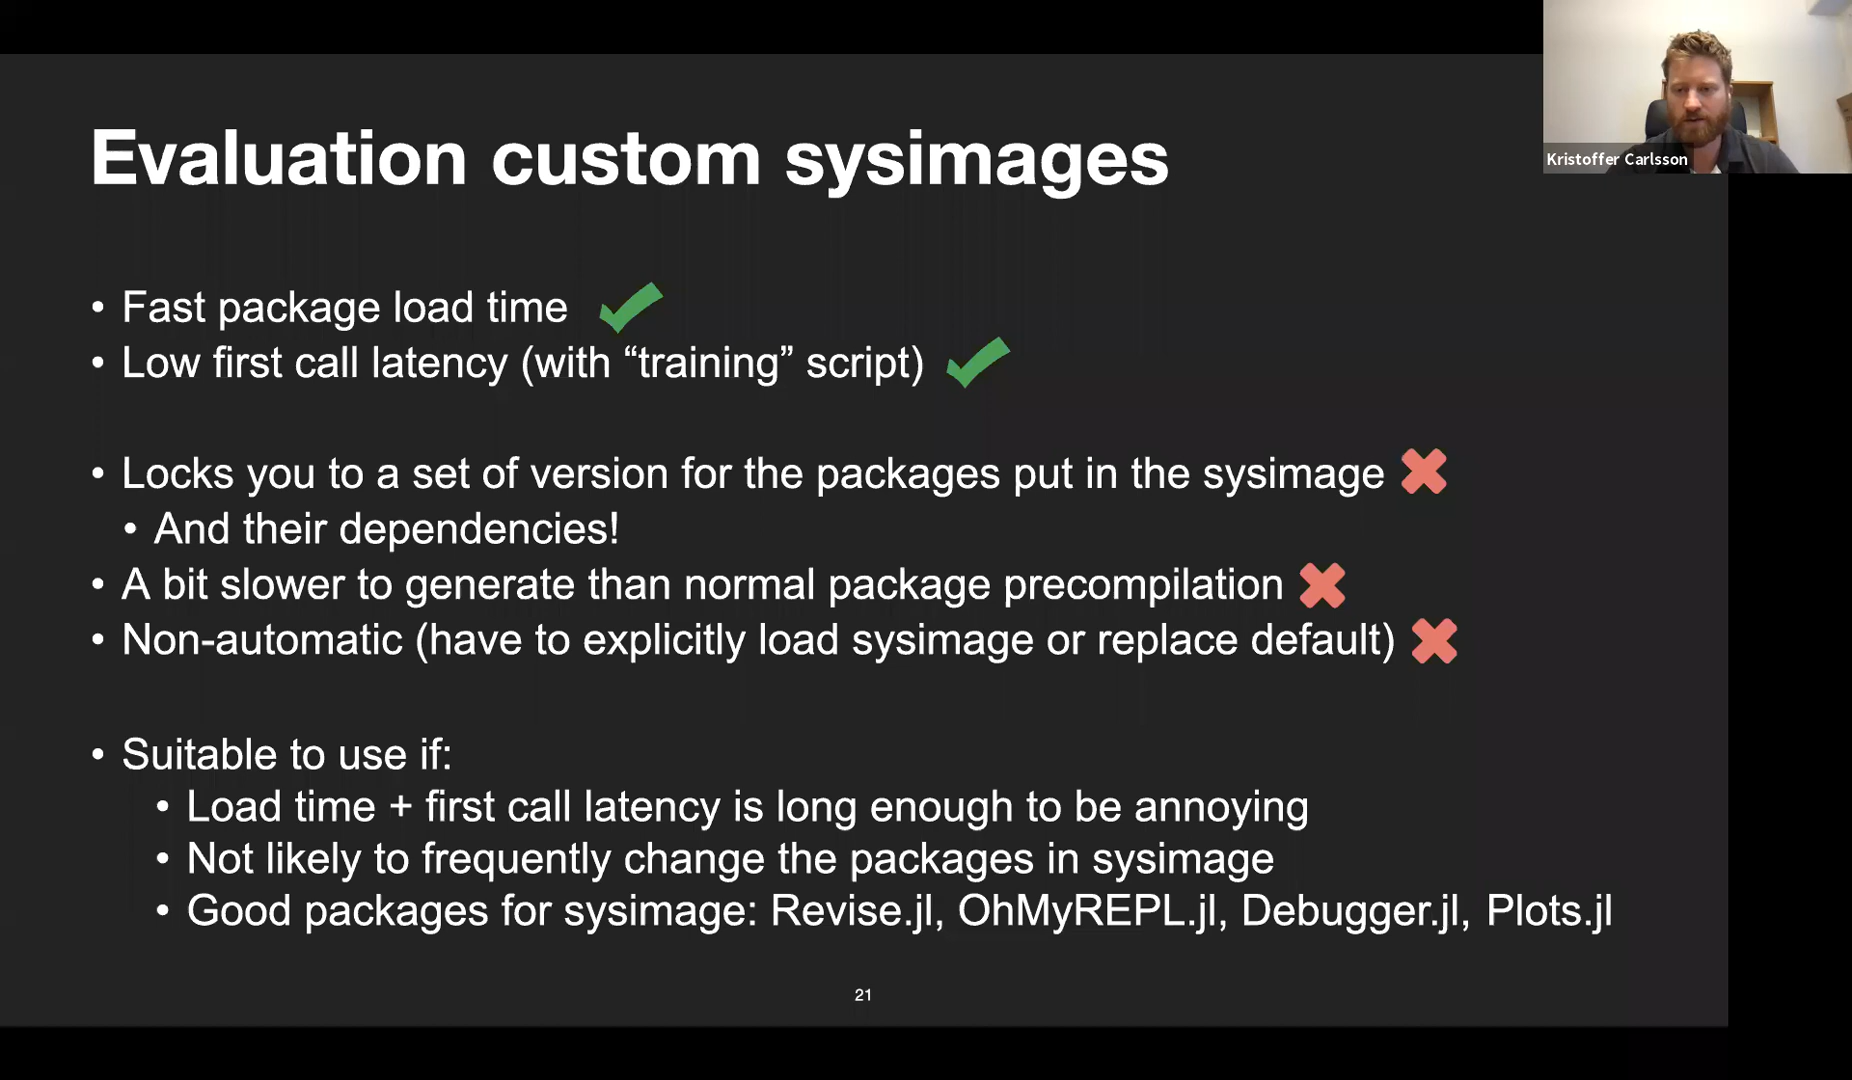 Evaluation custom sysimages
Kristoffer Carlsson
• Fast package load time
• Low first call latency (with “training” script)
• Locks you to a set of version for the packages put in the sysimage
• And their dependencies!
• A bit slower to generate than normal package precompilation
• Non-automatic (have to explicitly load sysimage or replace default)
• Suitable to use if:
• Load time + first call latency is long enough to be annoying
• Not likely to frequently change the packages in sysimage
• Good packages for sysimage: Revise.jl, OhMyREPL.jl, Debugger.jl, Plots.jl
21